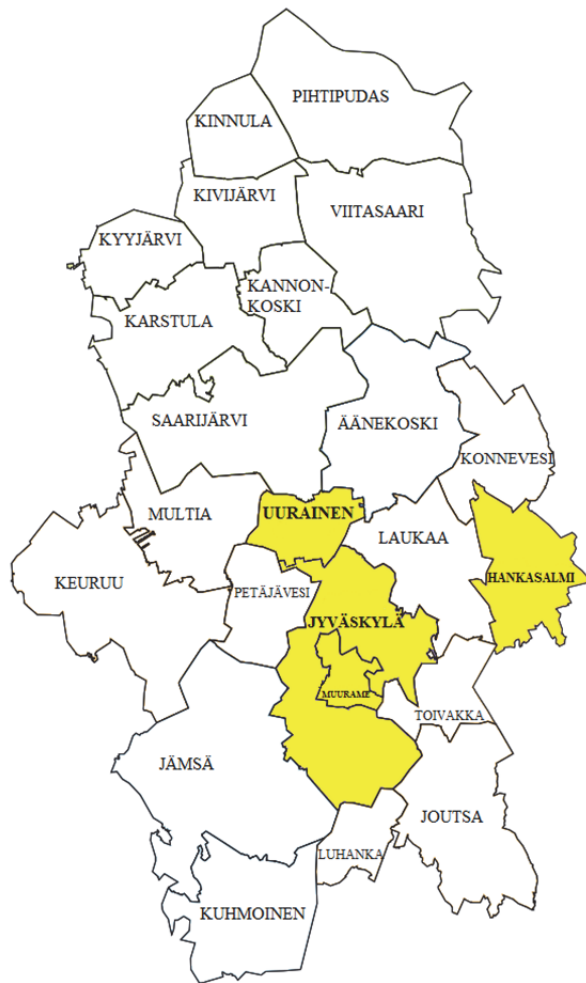 PIHTIPUDAS
KINNULA
KIVIJÄRVI
VIITASAARI
KYYJÄRVI
KANNON-
KOSKI
KARSTULA
SAARIJÄRVI
ÄÄNEKOSKI
KONNEVESI
MULTIA
UURAINEN
LAUKAA
KEURUU
PETÄJÄVESI
HANKASALMI
JYVÄSKYLÄ
MUURAME
TOIVAKKA
JÄMSÄ
JOUTSA
LUHANKA
KUHMOINEN